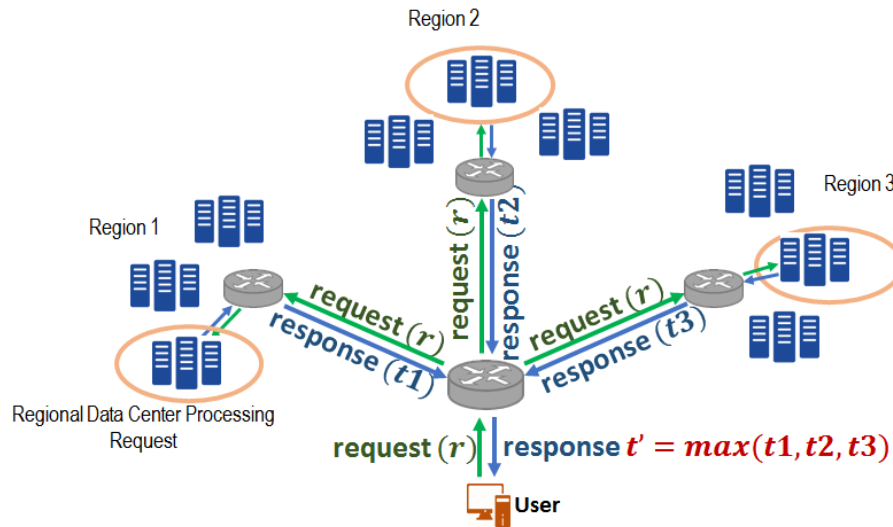 Region 2
Region 3
Region 1
request (r)
response (t2)
request (r)
response (t1)
request (r)
response (t3)
Regional Data Center Processing
Request
request (r)
response t' = max(t1, t2, t3)
User